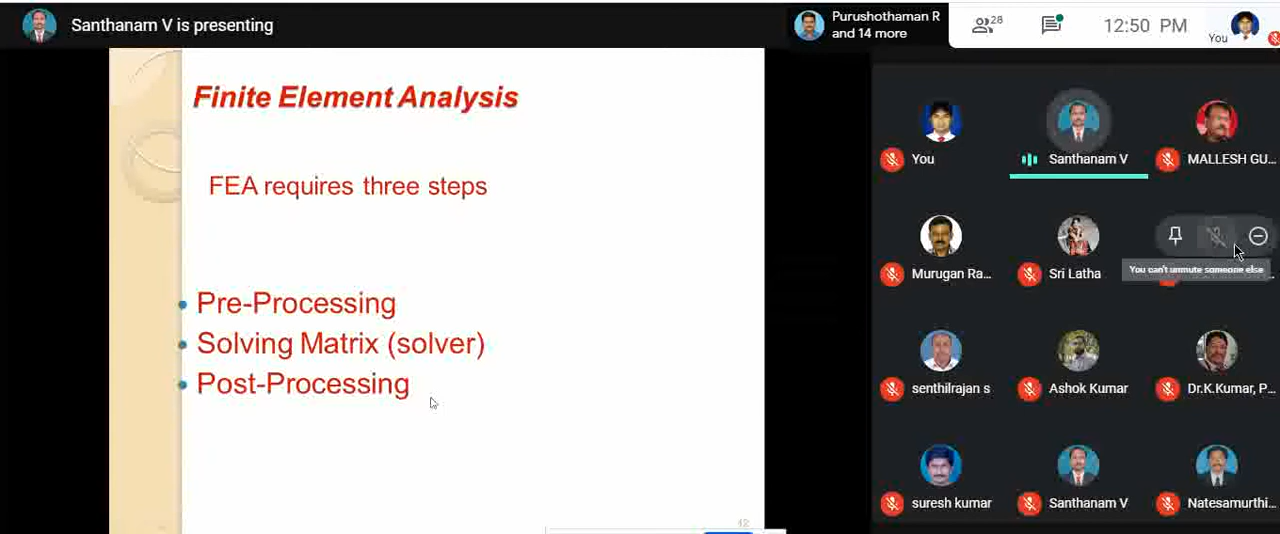 Santhanam V is presenting
Purushothaman R
and 14 more
28
12:50 PM
You
Finite Element Analysis
FEA requires three steps
Pre-Processing
Solving Matrix (solver)
Post-Processing
42
You
Santhanam V
MALLESH GU...
Murugan Ra...
Sri Latha
You can't unmute someone else
senthilrajan s
Ashok Kumar
Dr.K.Kumar, P...
suresh kumar
Santhanam V
Natesamurthi...